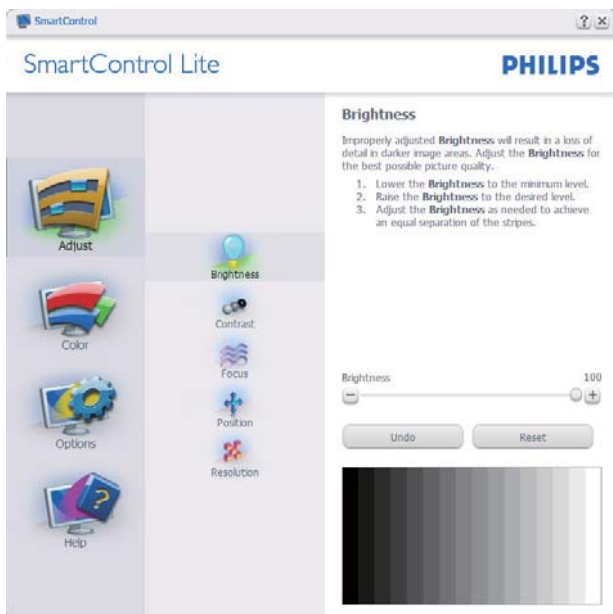 SmartControl
? ×
SmartControl Lite
PHILIPS
Adjust
Color
Options
?
Help
Brightness
Contrast
Focus
Position
Resolution
Brightness
Improperly adjusted Brightness will result in a loss of
detail in darker image areas. Adjust the Brightness for
the best possible picture quality.
1. Lower the Brightness to the minimum level.
2. Raise the Brightness to the desired level.
3. Adjust the Brightness as needed to achieve
an equal separation of the stripes.
Brightness 100
− +
Undo Reset